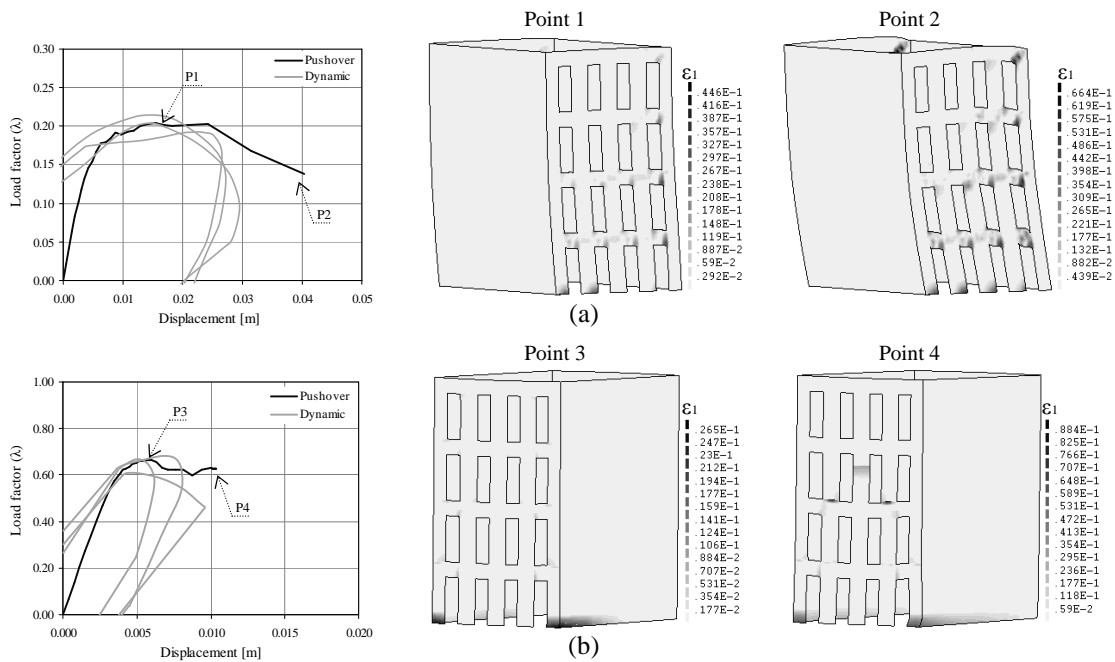 Point 1
Point 2
0.30
0.25
0.20
0.15
0.10
0.05
0.00
Load factor (λ)
Pushover
Dynamic
P1
P2
0.00 0.01 0.02 0.03 0.04 0.05
Displacement [m]
ε1
.446E-1
.416E-1
.387E-1
.357E-1
.327E-1
.297E-1
.267E-1
.238E-1
.208E-1
.178E-1
.148E-1
.119E-1
.887E-2
.59E-2
.292E-2
ε1
.664E-1
.619E-1
.575E-1
.531E-1
.486E-1
.442E-1
.398E-1
.354E-1
.309E-1
.265E-1
.221E-1
.177E-1
.132E-1
.882E-2
.439E-2
(a)
Point 3
Point 4
1.00
0.80
0.60
0.40
0.20
0.00
Load factor (λ)
Pushover
Dynamic
P3
P4
0.000 0.005 0.010 0.015 0.020
Displacement [m]
ε1
.265E-1
.247E-1
.23E-1
.212E-1
.194E-1
.177E-1
.159E-1
.141E-1
.124E-1
.106E-1
.884E-2
.707E-2
.531E-2
.354E-2
.177E-2
ε1
.884E-1
.825E-1
.766E-1
.707E-1
.648E-1
.589E-1
.531E-1
.472E-1
.413E-1
.354E-1
.295E-1
.236E-1
.177E-1
.118E-1
.59E-2
(b)